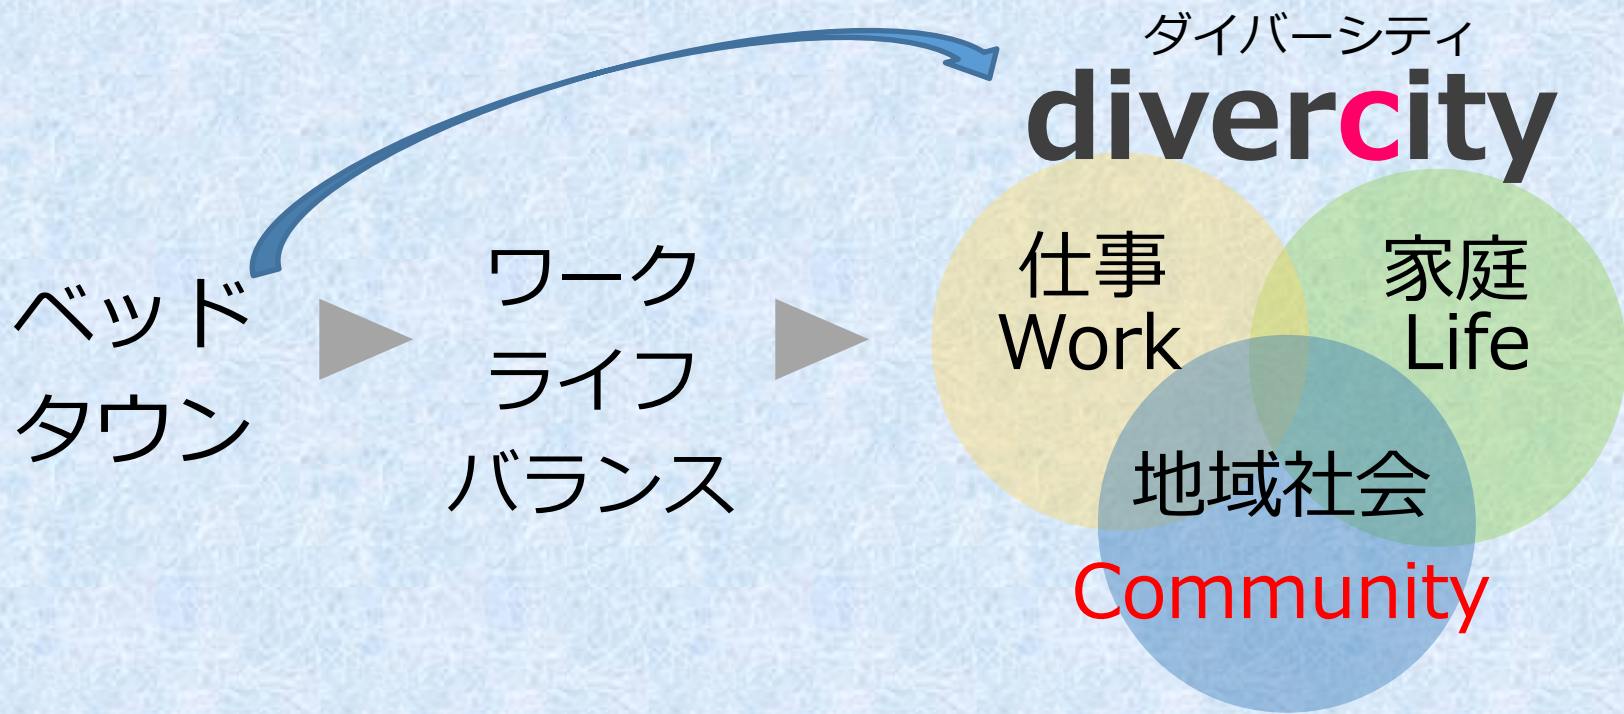 ベッド
タウン
ワーク
ライフ
バランス
ダイバーシティ
divercity
仕事
Work
家庭
Life
地域社会
Community